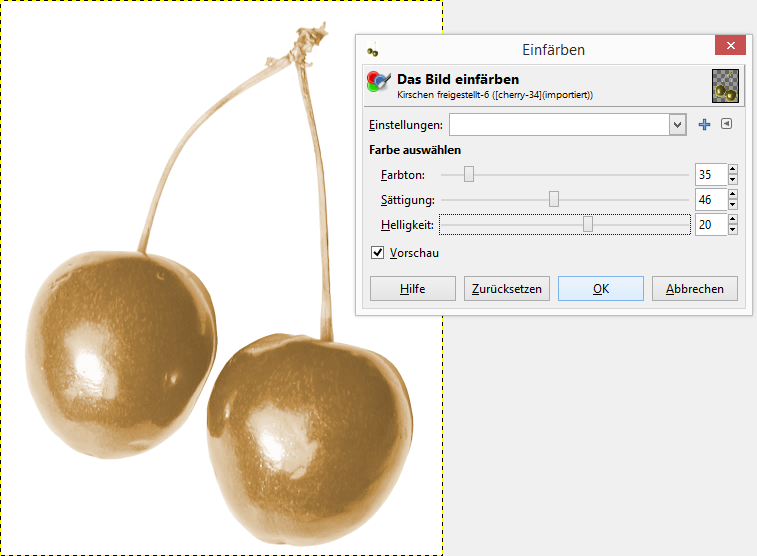 Einfärben
Das Bild einfärben
Kirschen freigestellt-6 ([cherry-34](importiert))
Einstellungen:
Farbe auswählen
Farbton: 35
Sättigung: 46
Helligkeit: 20
Vorschau
Hilfe Zurücksetzen OK Abbrechen